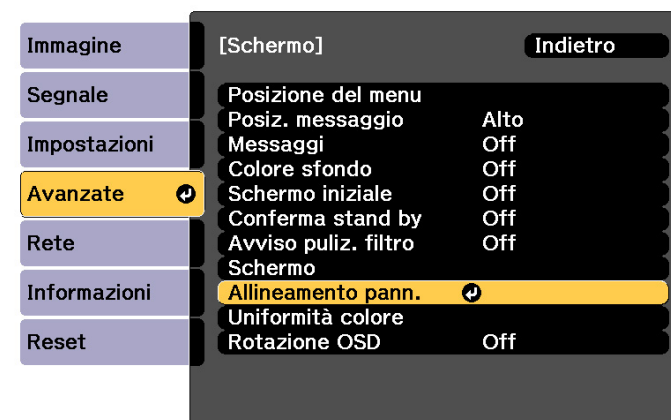 Immagine
Segnale
Impostazioni
Avanzate
Rete
Informazioni
Reset
[Schermo] Indietro
Posizione del menu
Posiz. messaggio Alto
Messaggi Off
Colore sfondo Off
Schermo iniziale Off
Conferma stand by Off
Avviso puliz. filtro Off
Schermo
Allineamento pann.
Uniformità colore
Rotazione OSD Off